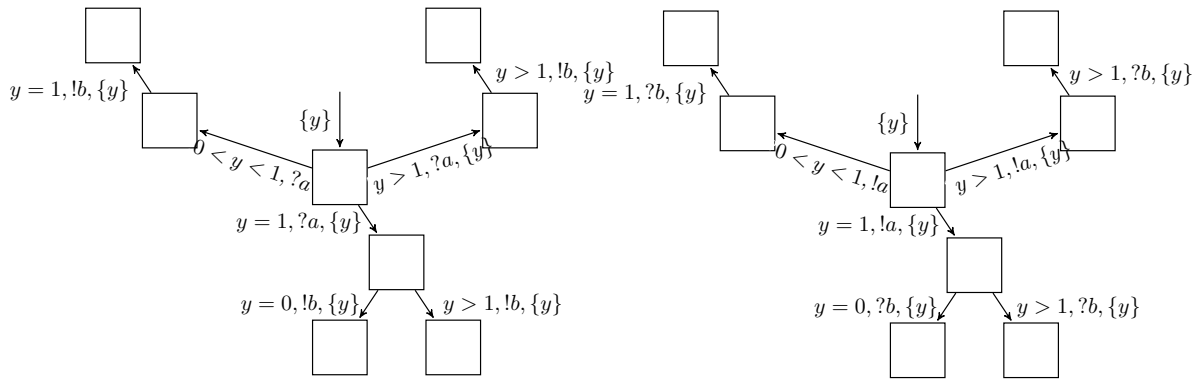 y = 1, !b, {y}
y > 1, !b, {y}
{y}
0 < y < 1, ?a
y > 1, ?a, {y}
y = 1, ?a, {y}
y = 0, !b, {y}
y > 1, !b, {y}
y = 1, ?b, {y}
y > 1, ?b, {y}
{y}
0 < y < 1, !a
y > 1, !a, {y}
y = 1, !a, {y}
y = 0, ?b, {y}
y > 1, ?b, {y}